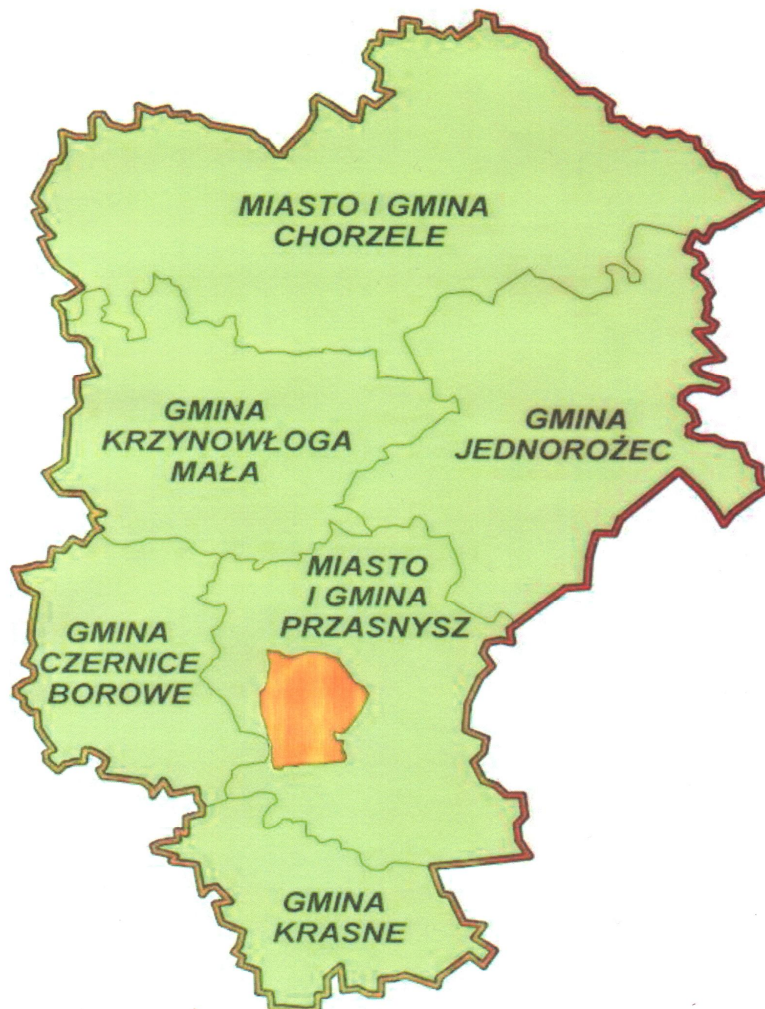 MIASTO I GMINA
CHORZELE
GMINA
KRZYNOWŁOGA
MAŁA
GMINA
JEDNOROŻEC
MIASTO
I GMINA
PRZASNYSZ
GMINA
CZERNICE
BOROWE
GMINA
KRASNE